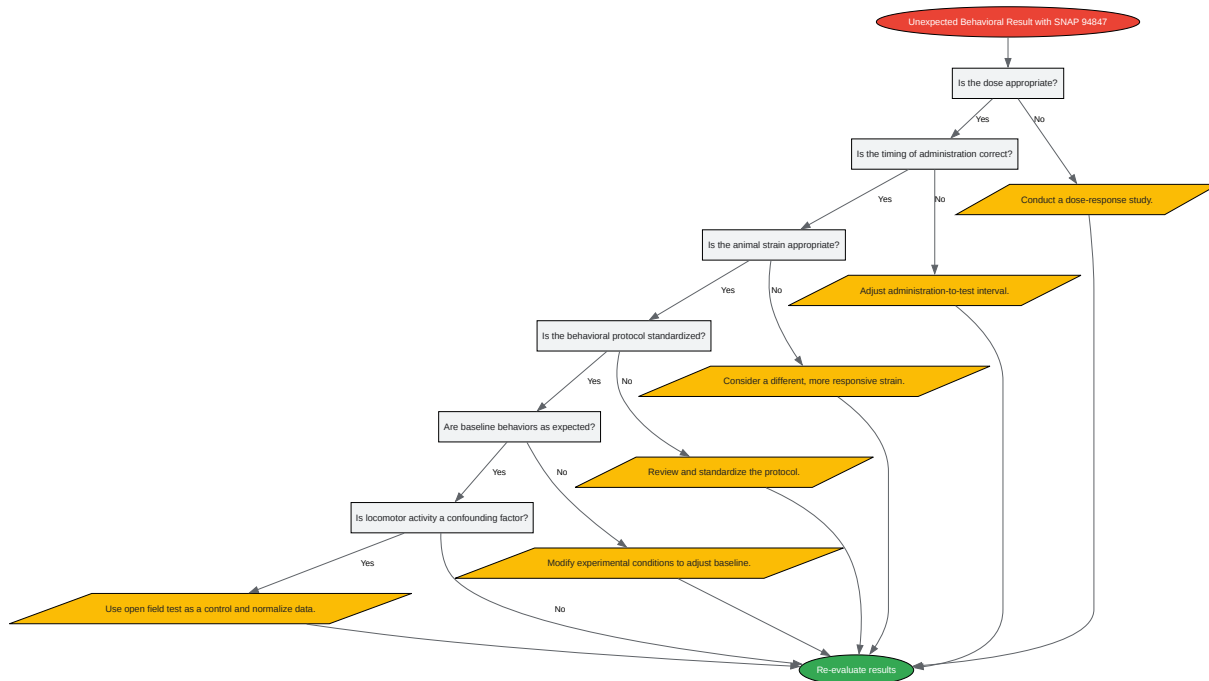 Unexpected Behavioral Result with SNAP 94847
Is the dose appropriate?
Yes
No
Is the timing of administration correct?
Conduct a dose-response study.
Yes
No
Is the animal strain appropriate?
Adjust administration-to-test interval.
Yes
No
Is the behavioral protocol standardized?
Consider a different, more responsive strain.
Yes
No
Are baseline behaviors as expected?
Review and standardize the protocol.
Yes
No
Is locomotor activity a confounding factor?
Modify experimental conditions to adjust baseline.
Yes
No
Use open field test as a control and normalize data.
Re-evaluate results